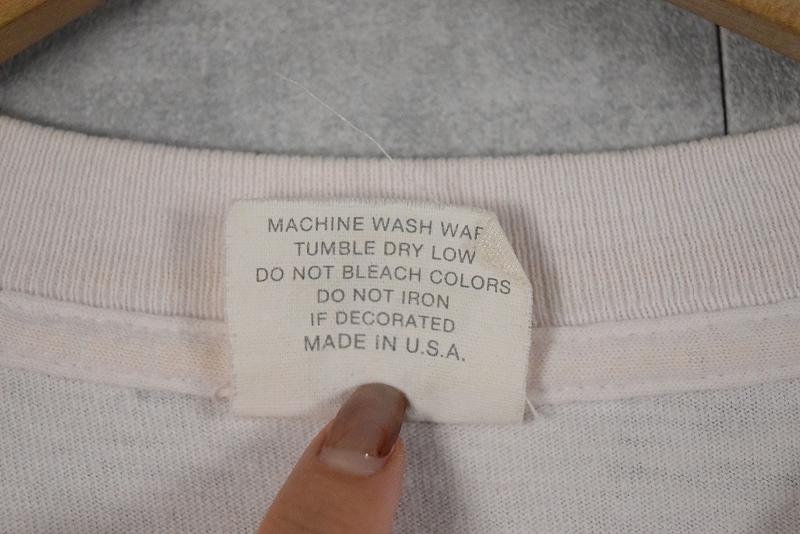 MACHINE WASH
TUMBLE DRY LOW
DO NOT BLEACH COLORS
DO NOT IRON
IF DECORATED
MADE IN U.S.A.